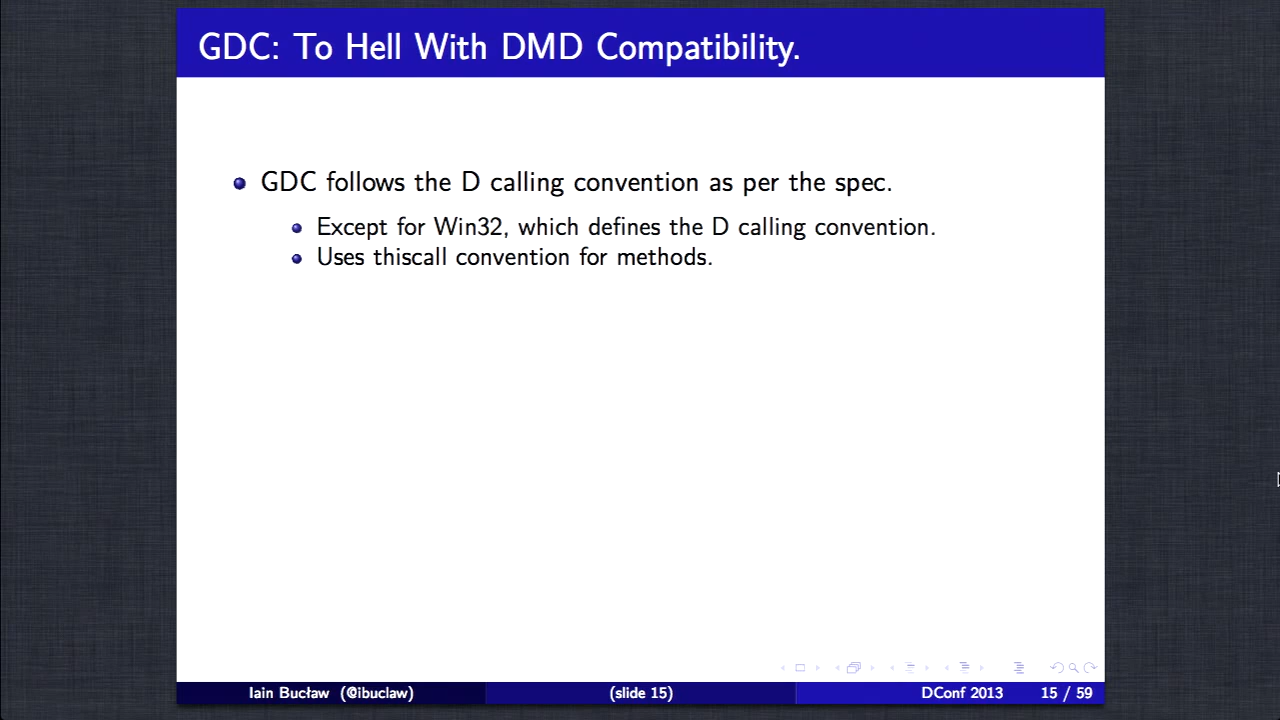 GDC: To Hell With DMD Compatibility.
GDC follows the D calling convention as per the spec.
Except for Win32, which defines the D calling convention.
Uses thiscall convention for methods.
Iain Bucław (@ibuclaw) (slide 15) DConf 2013 15 / 59